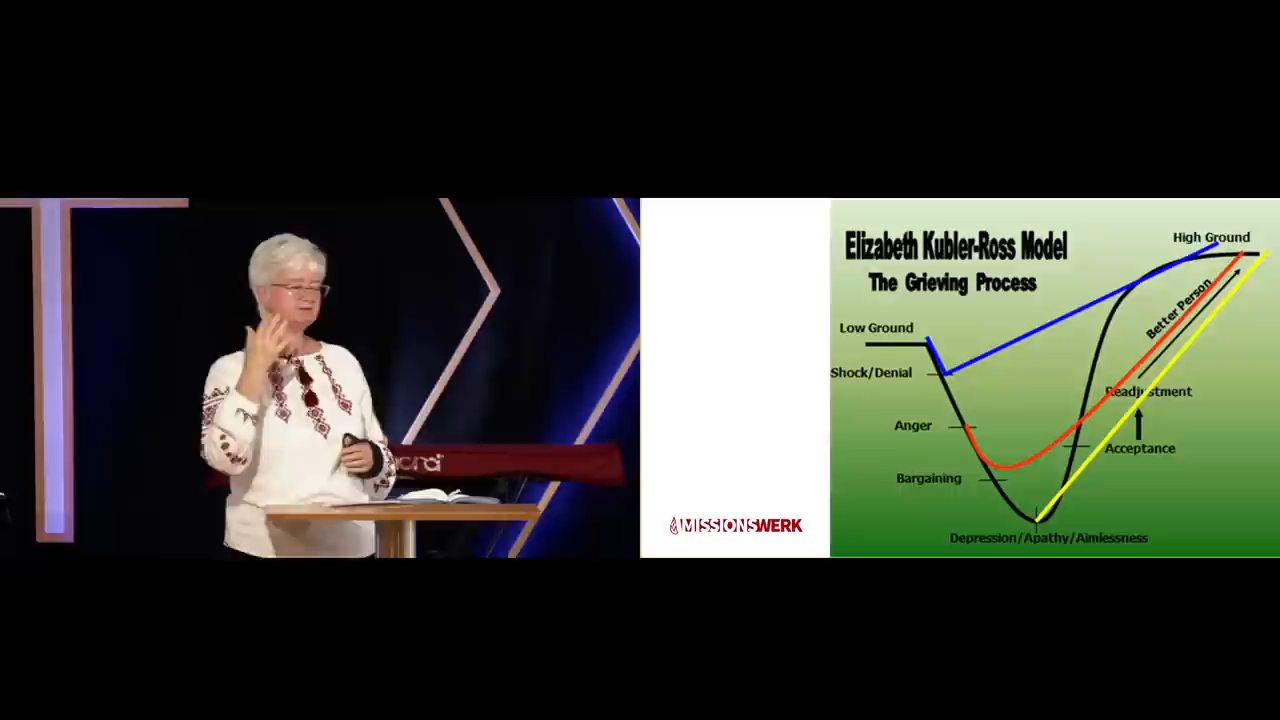 nord
MISSIONSWERK
Elizabeth Kubler-Ross Model
The Grieving Process
High Ground
Low Ground
Better Person
Shock/Denial
Readjustment
Anger
Acceptance
Bargaining
Depression/Apathy/Aimlessness